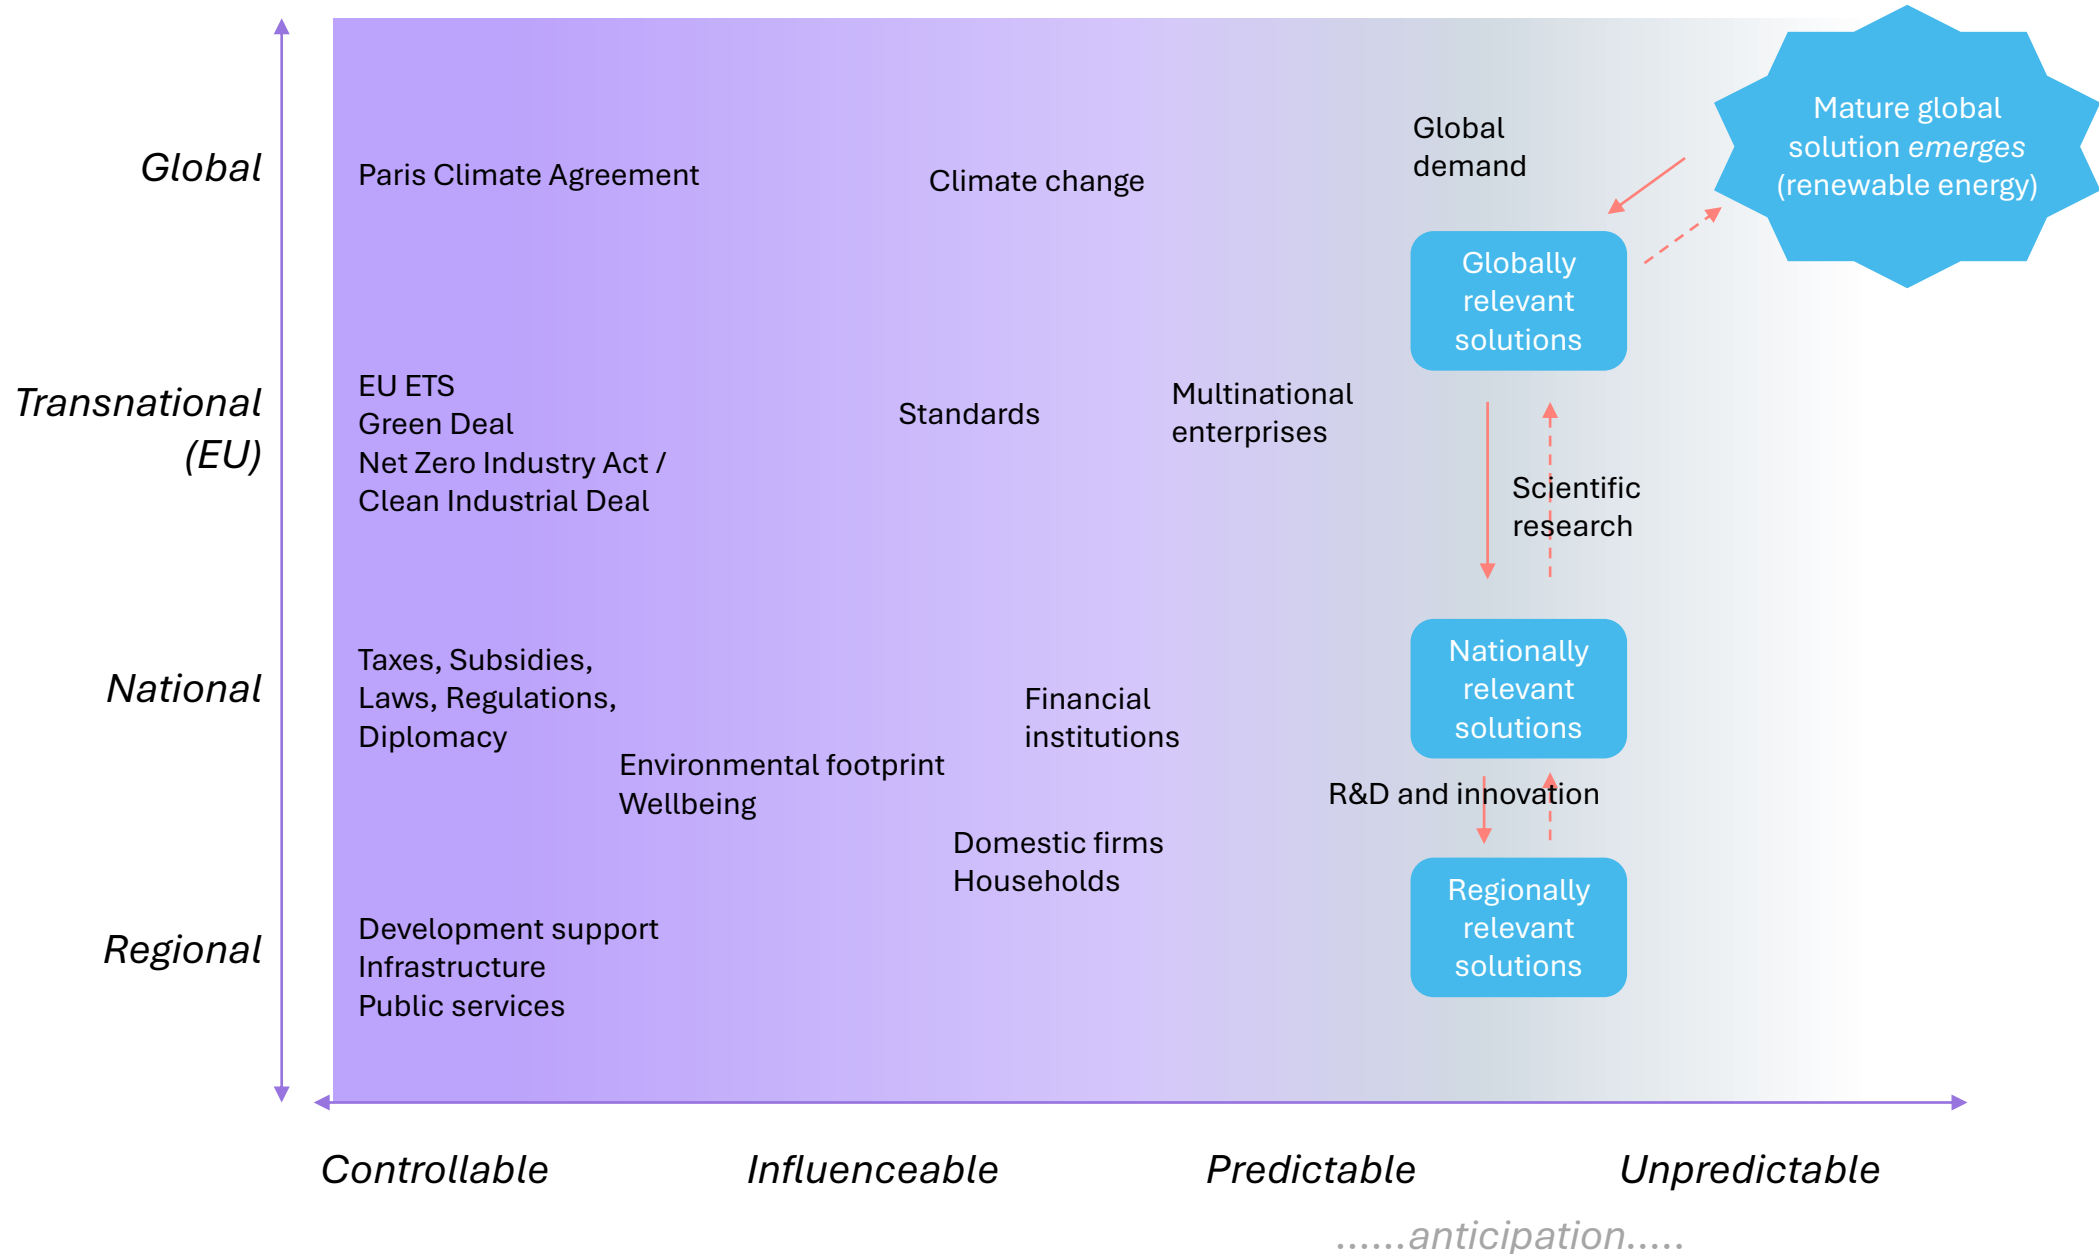 Global
Paris Climate Agreement
Climate change
Global
demand
Mature global
solution emerges
(renewable energy)
Globally
relevant
solutions
Transnational
(EU)
EU ETS
Green Deal
Net Zero Industry Act /
Clean Industrial Deal
Standards
Multinational
enterprises
Scientific
research
National
Taxes, Subsidies,
Laws, Regulations,
Diplomacy
Environmental footprint
Wellbeing
Financial
institutions
Nationally
relevant
solutions
R&D and innovation
Domestic firms
Households
Regional
Development support
Infrastructure
Public services
Regionally
relevant
solutions
Controllable
Influenceable
Predictable
Unpredictable
......anticipation.....